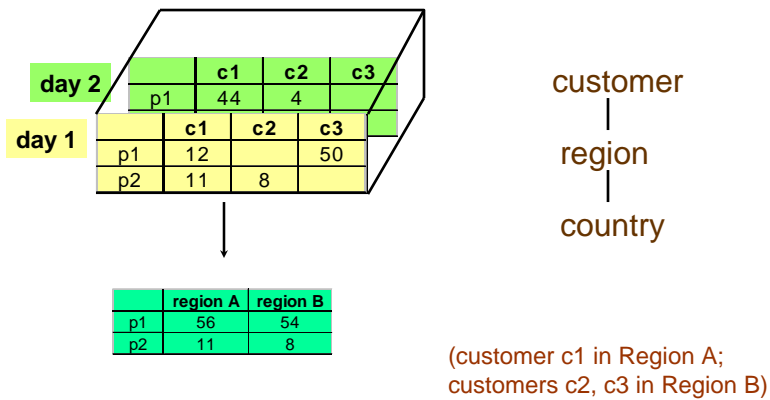 day 2
c1 c2 c3
p1 44 4
day 1
c1 c2 c3
p1 12 50
p2 11 8
customer
region
country
region A region B
p1 56 54
p2 11 8
(customer c1 in Region A;
customers c2, c3 in Region B)